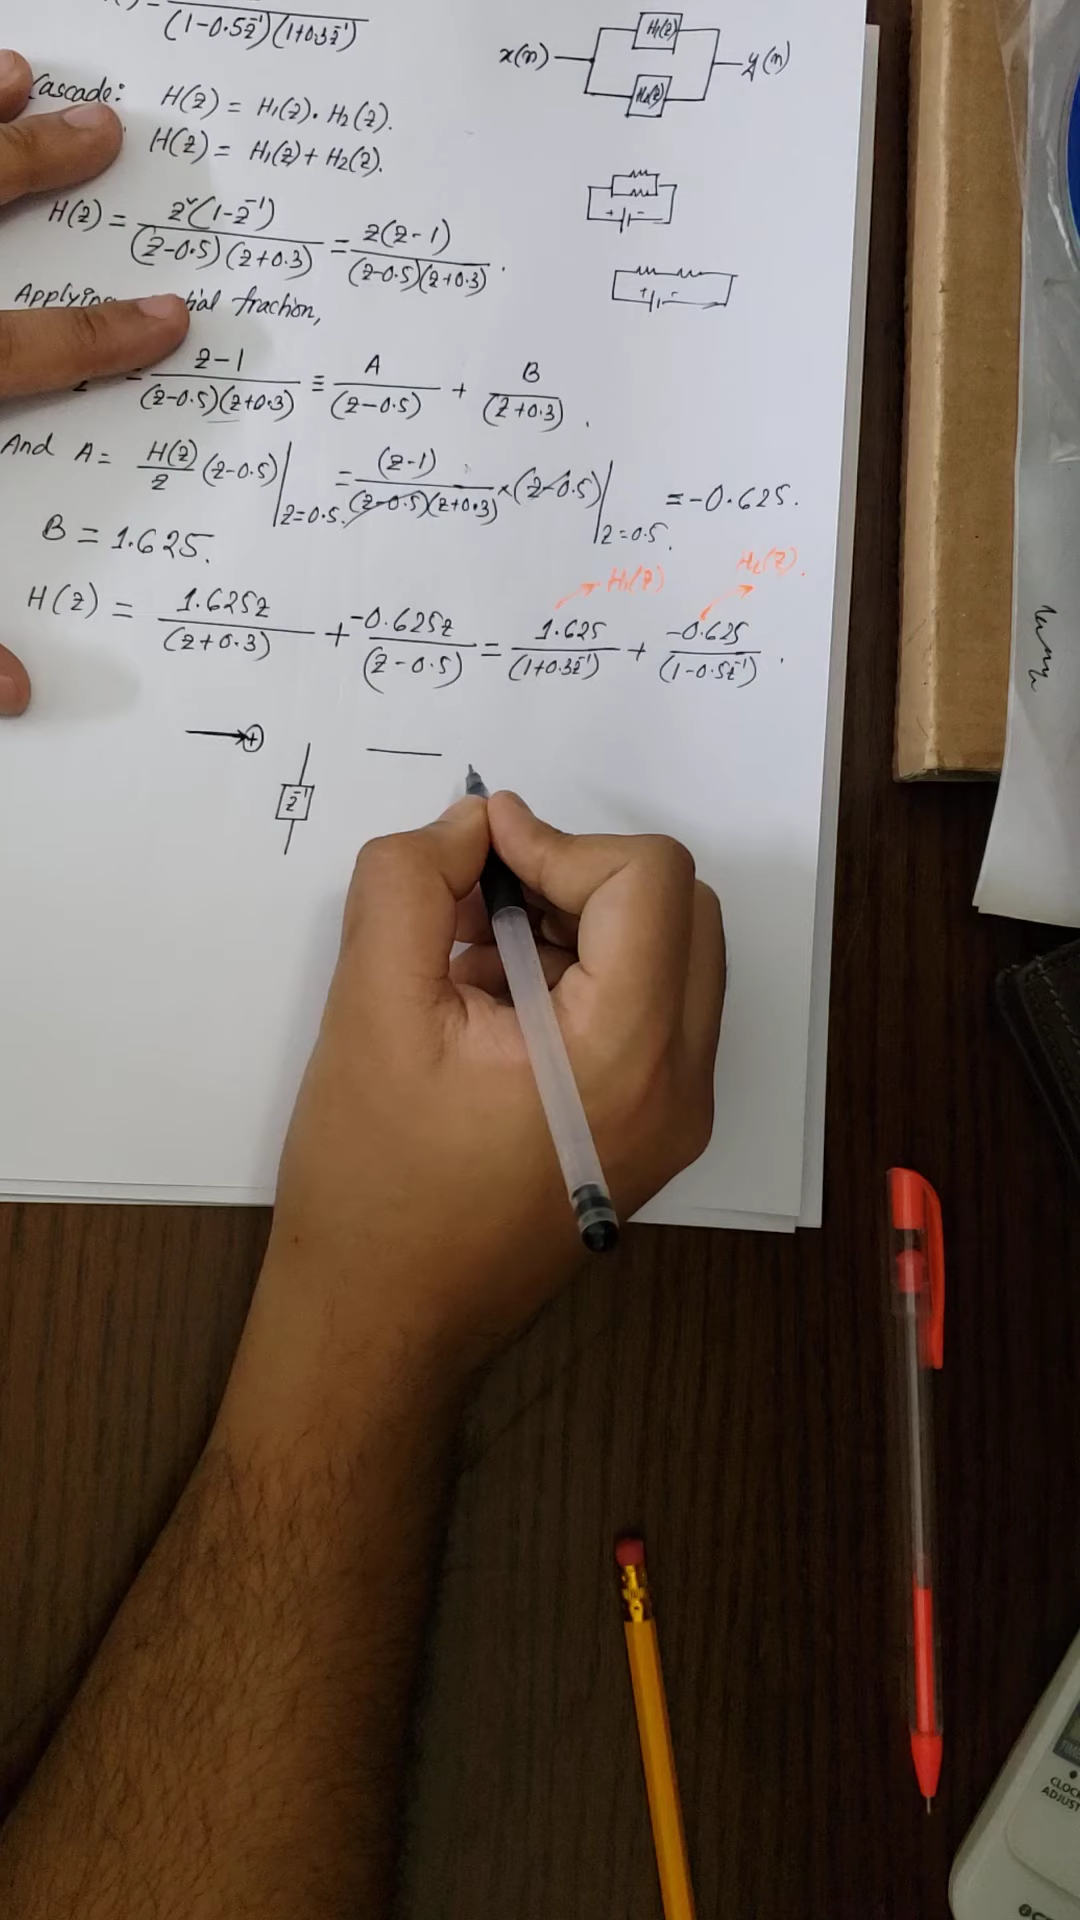 (1-0.5z⁻¹)(1+0.3z⁻¹)
x(n) H₁(z) H₂(z) y(n)
Cascade: H(z) = H₁(z)·H₂(z).
H(z) = H₁(z)+H₂(z).
H(z) = z²(1-z⁻¹)/(z-0.5)(z+0.3) = z(z-1)/(z-0.5)(z+0.3).
+ -
+ -
fraction,
= z-1/(z-0.5)(z+0.3) ≡ A/(z-0.5) + B/(z+0.3).
And A = H(z)/z (z-0.5)|z=0.5. = (z-1)/(z-0.5)(z+0.3) × (z-0.5)|z=0.5. = -0.625.
B = 1.625.
H₁(z) H₂(z).
H(z) = 1.625z/(z+0.3) + -0.625z/(z-0.5) = 1.625/(1+0.3z⁻¹) + -0.625/(1-0.5z⁻¹).
+
z⁻¹
CLOCK
ADJUST